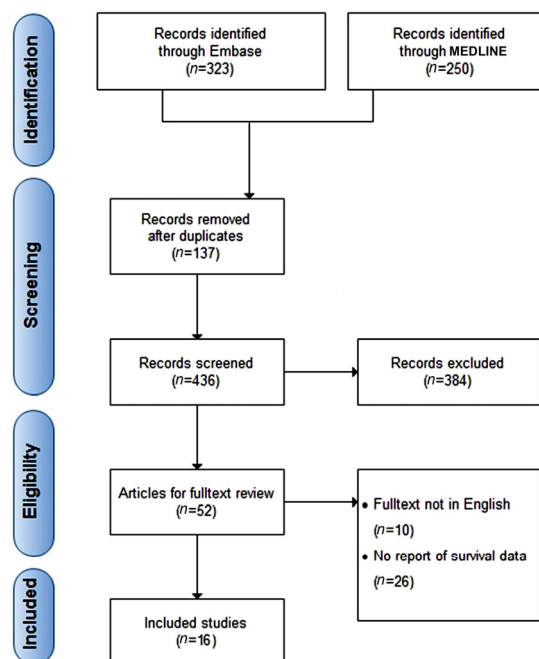 Identification
Records identified
through Embase
(n=323)
Records identified
through MEDLINE
(n=250)
Screening
Records removed
after duplicates
(n=137)
Records screened
(n=436)
Records excluded
(n=384)
Eligibility
Articles for fulltext review
(n=52)
• Fulltext not in English
(n=10)
• No report of survival data
(n=26)
Included
Included studies
(n=16)